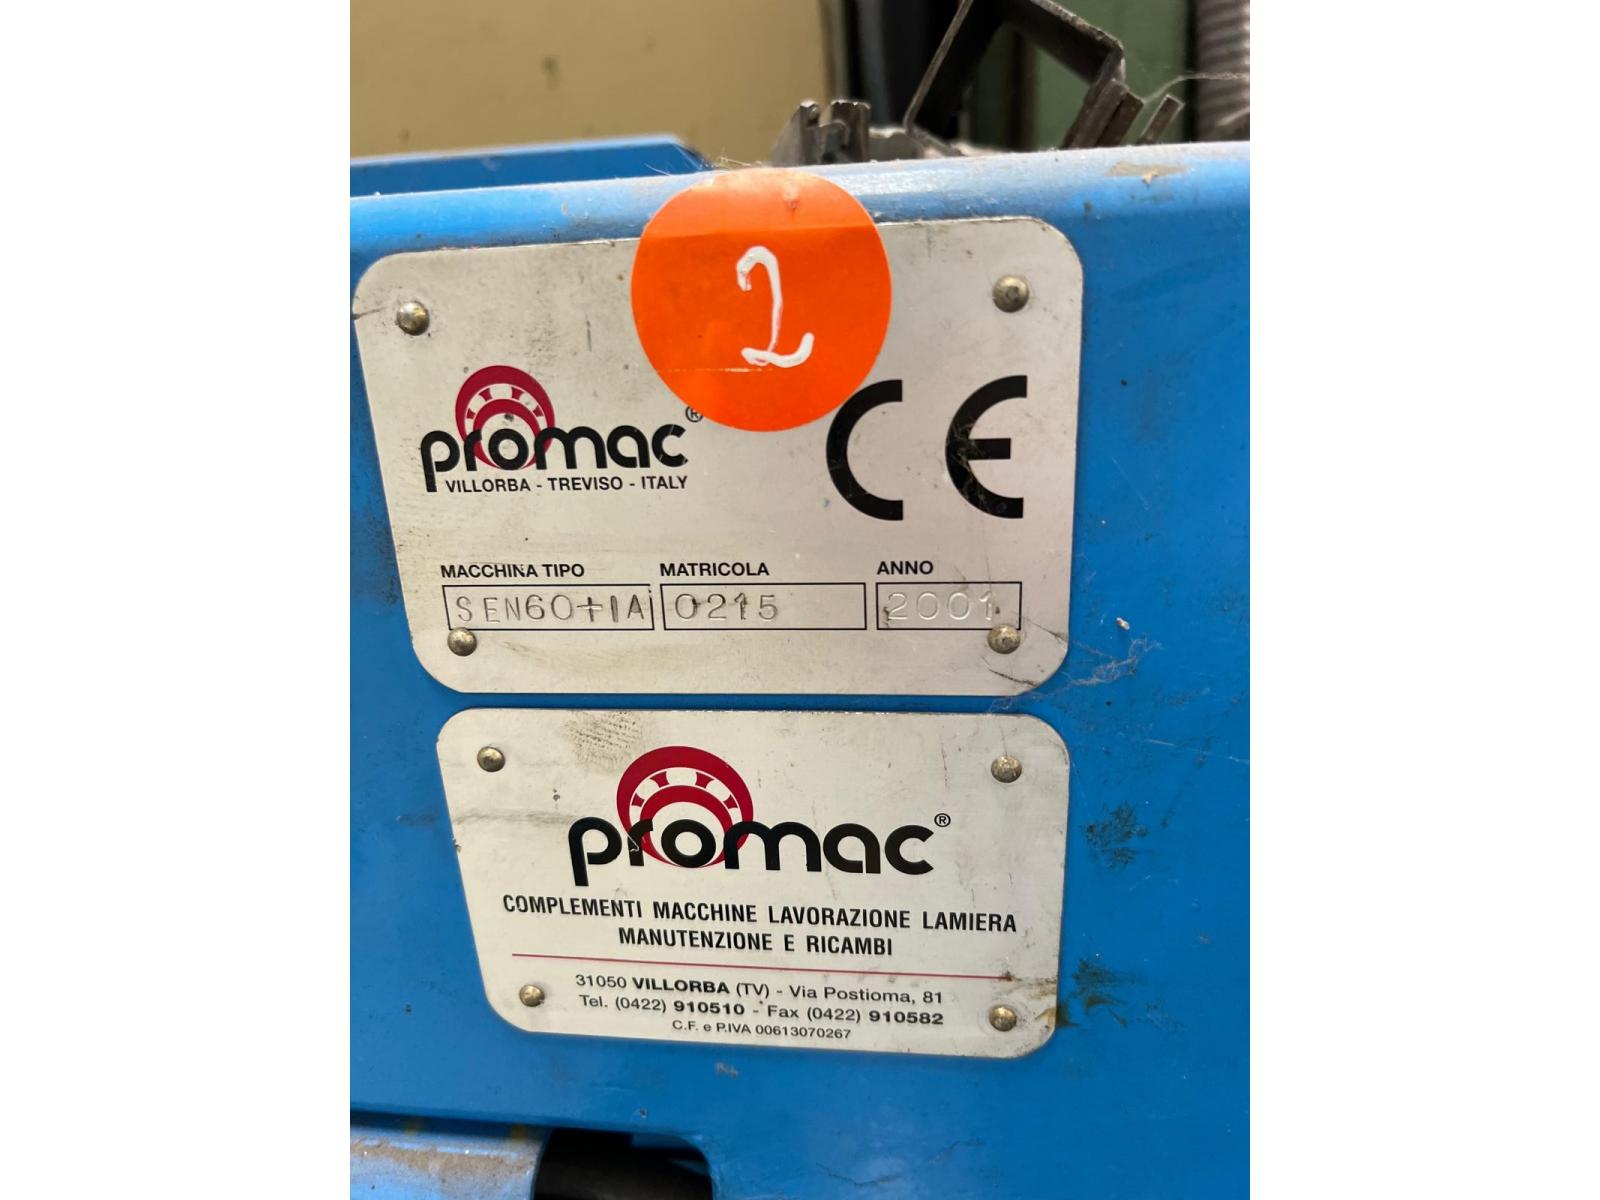 2
promac®
VILLORBA - TREVISO - ITALY
CE
MACCHINA TIPO MATRICOLA ANNO
SEN60+1A 0215 2001
promac®
COMPLEMENTI MACCHINE LAVORAZIONE LAMIERA
MANUTENZIONE E RICAMBI
31050 VILLORBA (TV) - Via Postioma, 81
Tel. (0422) 910510 - Fax (0422) 910582
C.F. e P.IVA 00613070267